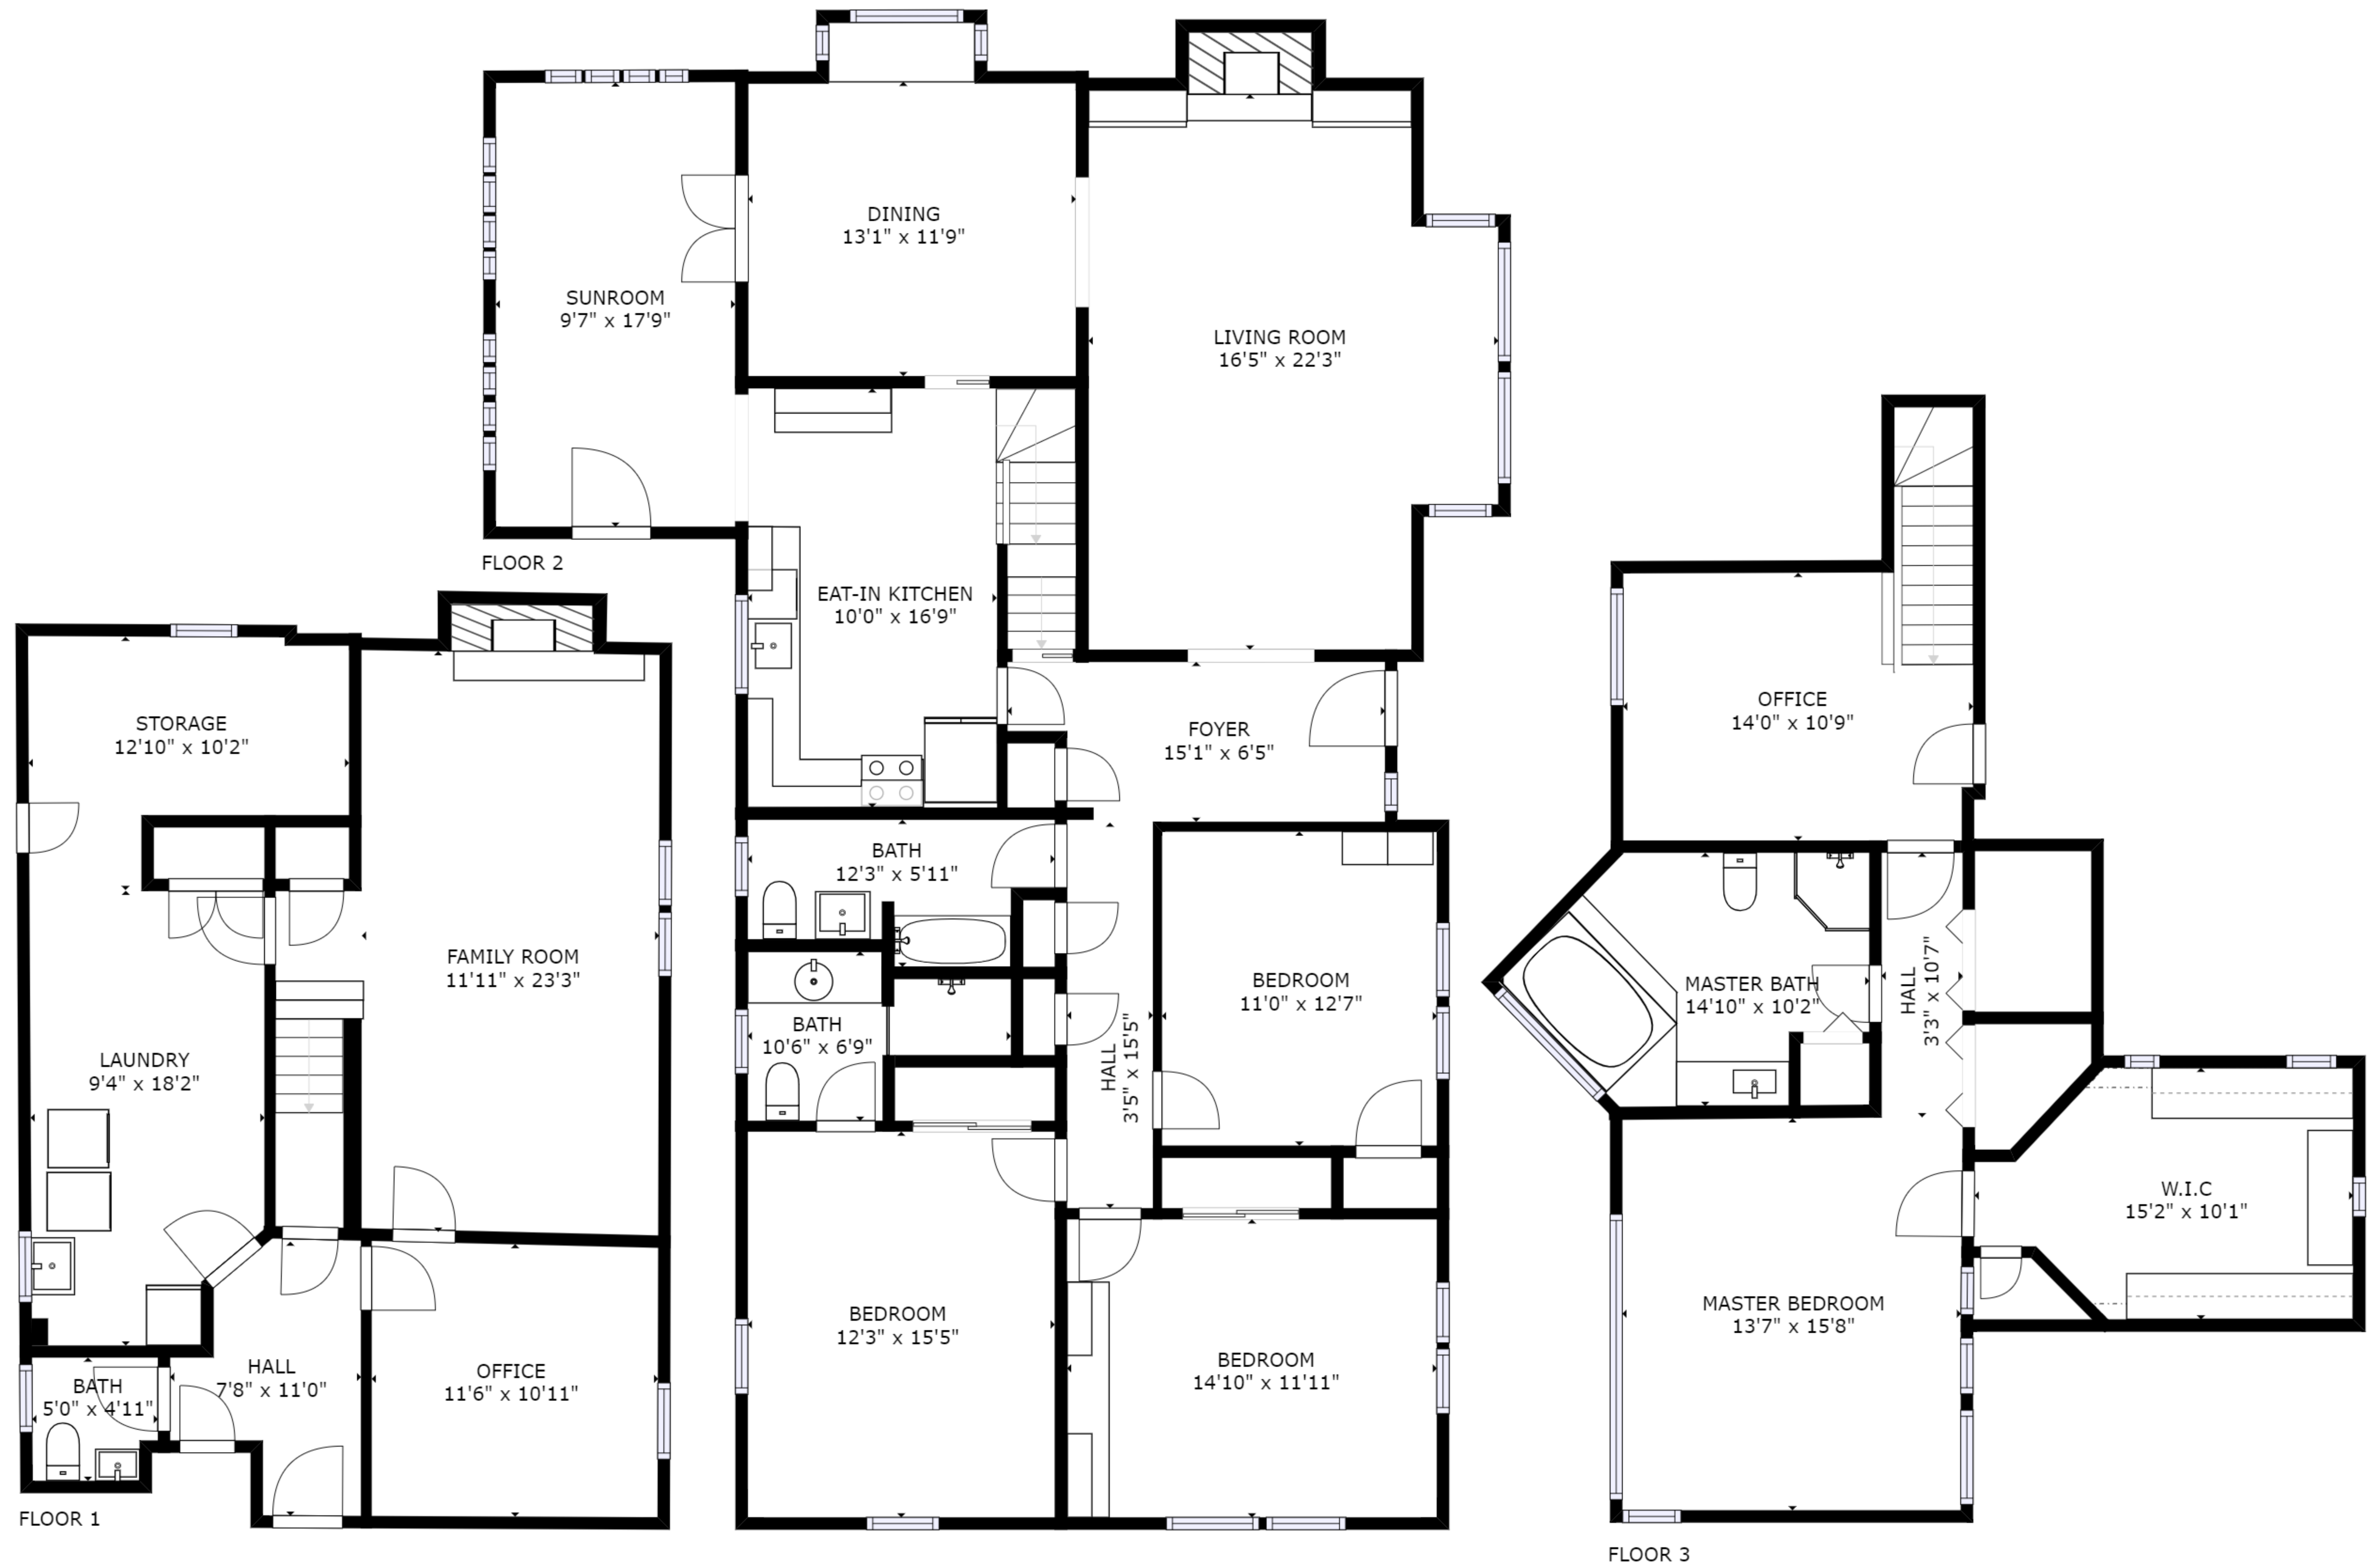 DINING
13'1" x 11'9"
SUNROOM
9'7" x 17'9"
LIVING ROOM
16'5" x 22'3"
EAT-IN KITCHEN
10'0" x 16'9"
FOYER
15'1" x 6'5"
BATH
12'3" x 5'11"
BATH
10'6" x 6'9"
HALL
3'5" x 15'5"
BEDROOM
11'0" x 12'7"
BEDROOM
12'3" x 15'5"
BEDROOM
14'10" x 11'11"
FLOOR 2
STORAGE
12'10" x 10'2"
FAMILY ROOM
11'11" x 23'3"
LAUNDRY
9'4" x 18'2"
BATH
5'0" x 4'11"
HALL
7'8" x 11'0"
OFFICE
11'6" x 10'11"
FLOOR 1
OFFICE
14'0" x 10'9"
MASTER BATH
14'10" x 10'2"
HALL
3'3" x 10'7"
W.I.C
15'2" x 10'1"
MASTER BEDROOM
13'7" x 15'8"
FLOOR 3